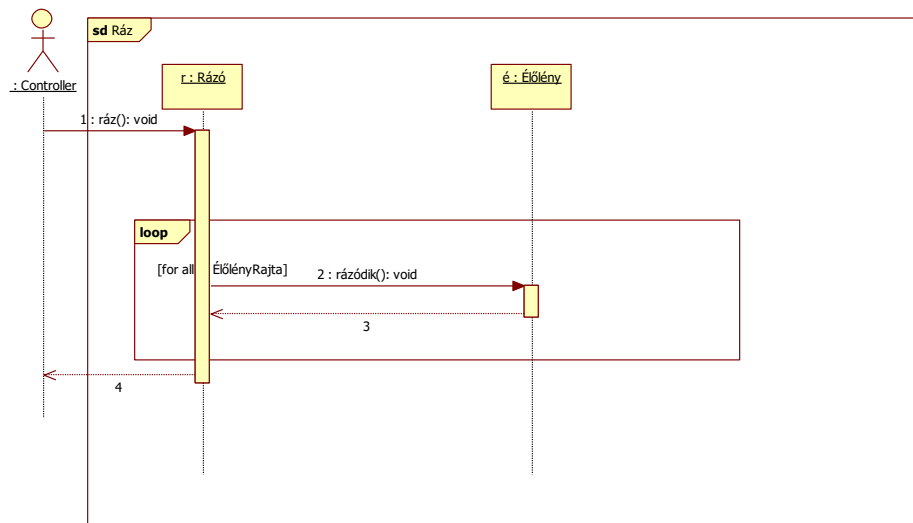 sd Ráz
: Controller
r : Rázó
é : Élőlény
1 : ráz(): void
loop
[for all ÉlőlényRajta]
2 : rázódik(): void
3
4